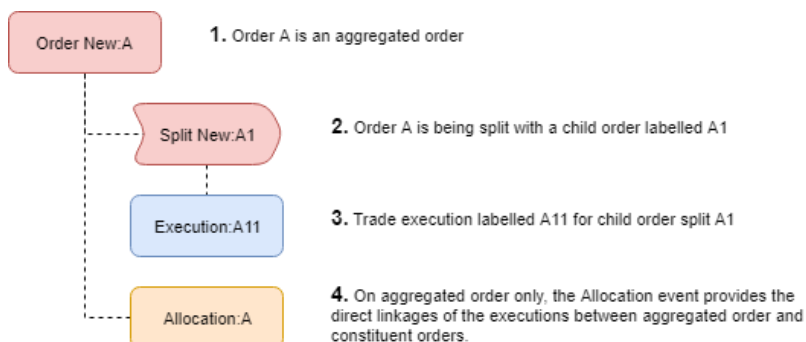 Order New:A
1. Order A is an aggregated order
Split New:A1
2. Order A is being split with a child order labelled A1
Execution:A11
3. Trade execution labelled A11 for child order split A1
Allocation:A
4. On aggregated order only, the Allocation event provides the
direct linkages of the executions between aggregated order and
constituent orders.